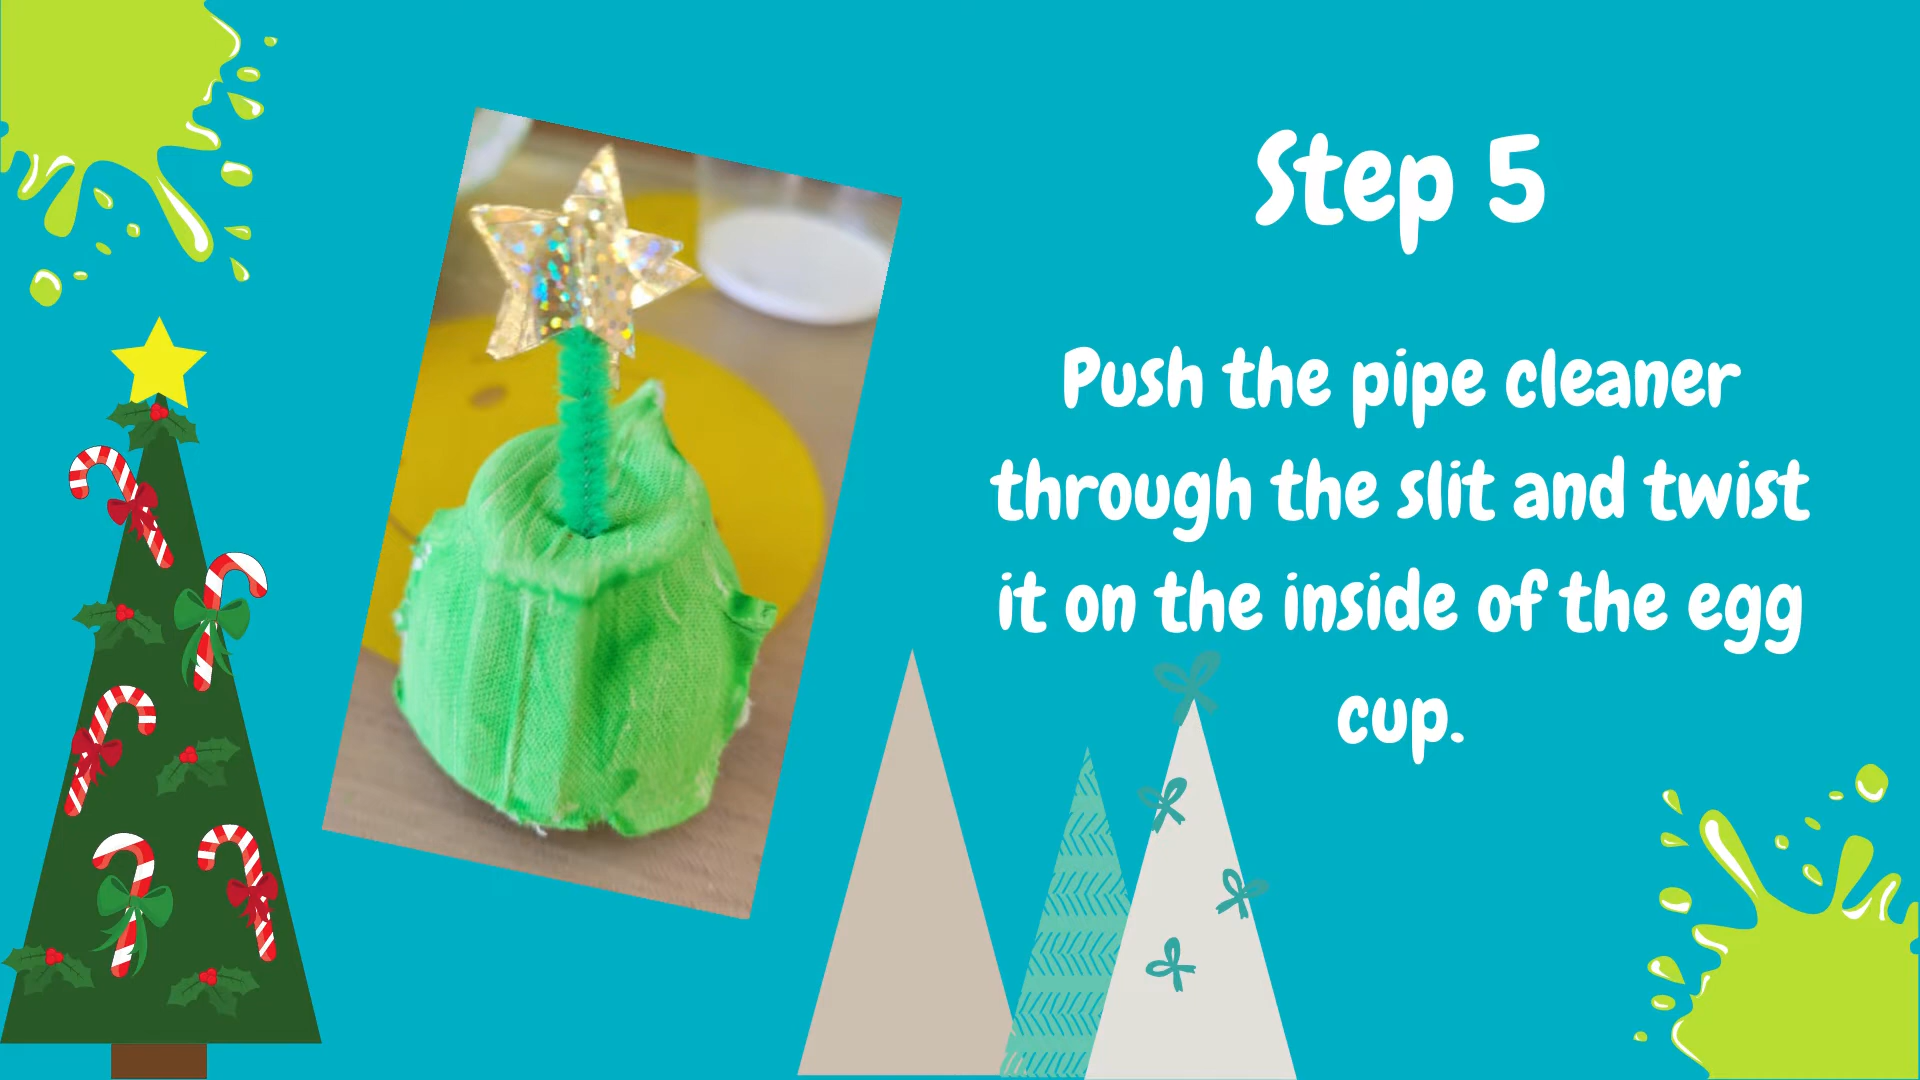 Step 5
Push the pipe cleaner
through the slit and twist
it on the inside of the egg
cup.